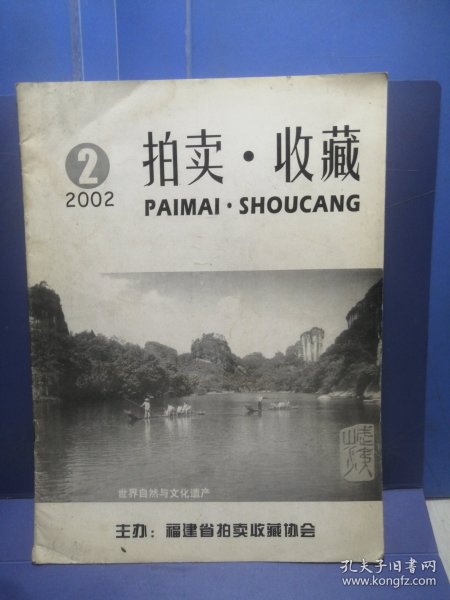 2
2002
拍卖·收藏
PAIMAI·SHOUCANG
世界自然与文化遗产
主办：福建省拍卖收藏协会
孔夫子旧书网
www.kongfz.com